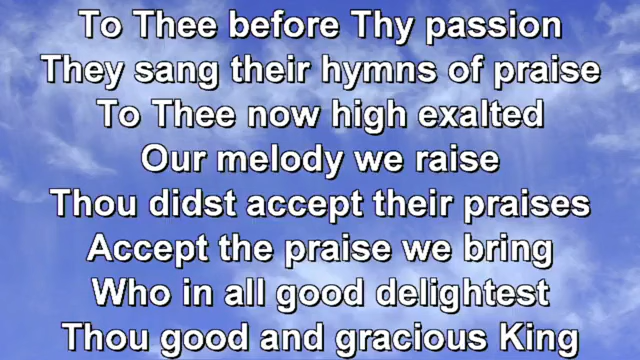 To Thee before Thy passion
They sang their hymns of praise
To Thee now high exalted
Our melody we raise
Thou didst accept their praises
Accept the praise we bring
Who in all good delightest
Thou good and gracious King